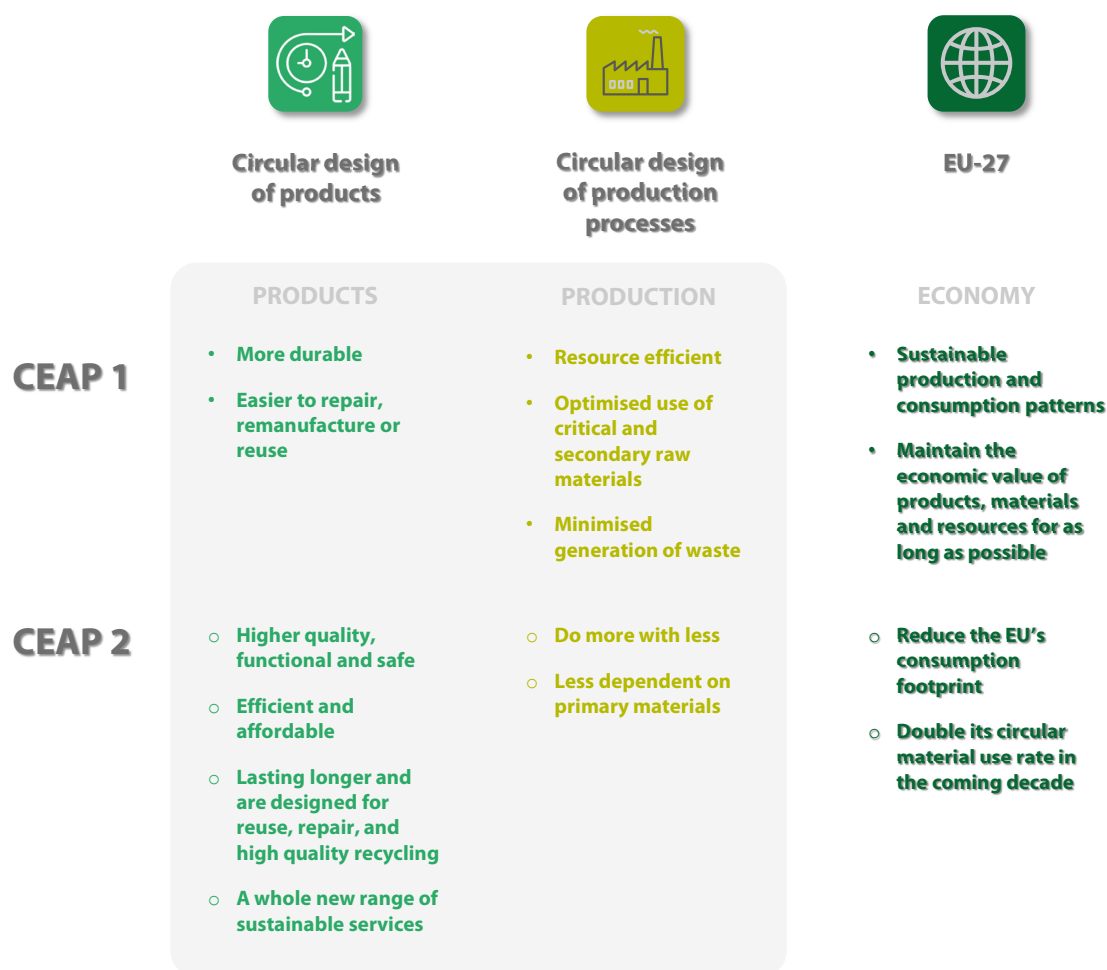 Circular design
of products
Circular design
of production
processes
EU-27
PRODUCTS
PRODUCTION
ECONOMY
CEAP 1
• More durable
• Easier to repair,
remanufacture or
reuse
• Resource efficient
• Optimised use of
critical and
secondary raw
materials
• Minimised
generation of waste
• Sustainable
production and
consumption patterns
• Maintain the
economic value of
products, materials
and resources for as
long as possible
CEAP 2
○ Higher quality,
functional and safe
○ Efficient and
affordable
○ Lasting longer and
are designed for
reuse, repair, and
high quality recycling
○ A whole new range of
sustainable services
○ Do more with less
○ Less dependent on
primary materials
○ Reduce the EU's
consumption
footprint
○ Double its circular
material use rate in
the coming decade